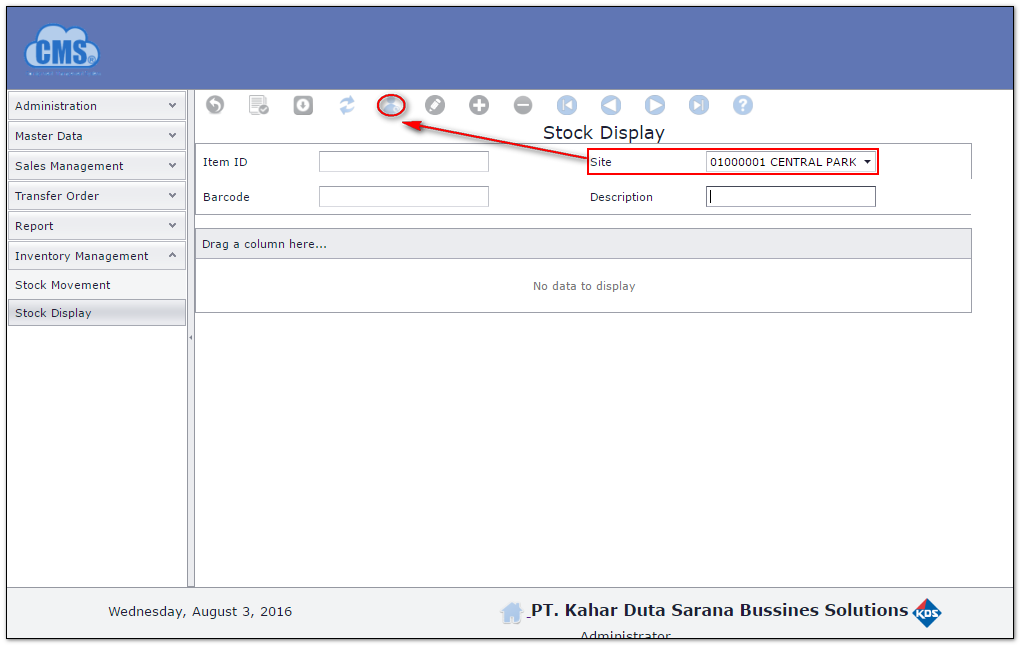 CMS
Administration
Master Data
Sales Management
Transfer Order
Report
Inventory Management
Stock Movement
Stock Display
Stock Display
Item ID
Site
01000001 CENTRAL PARK
Barcode
Description
Drag a column here...
No data to display
Wednesday, August 3, 2016
PT. Kahar Duta Sarana Bussines Solutions
KDS
Administrator